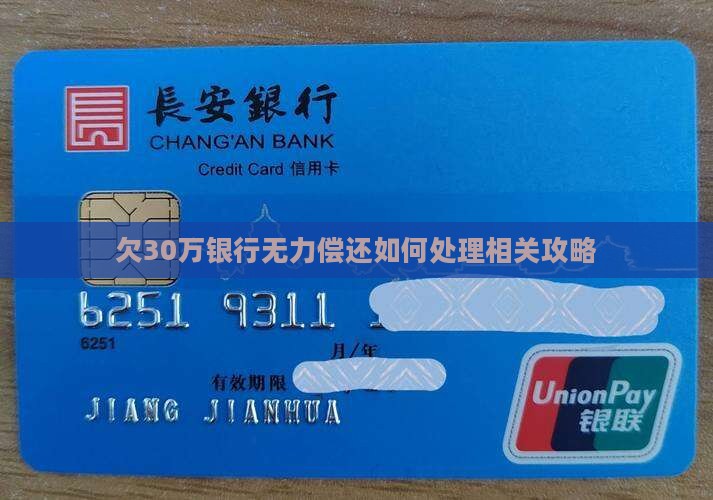 長安銀行
CHANG'AN BANK
Credit Card 信用卡
欠30万银行无力偿还如何处理相关攻略
6251 9311
6251
月/年
有效期限
JIANG JIANHUA
UnionPay
银联